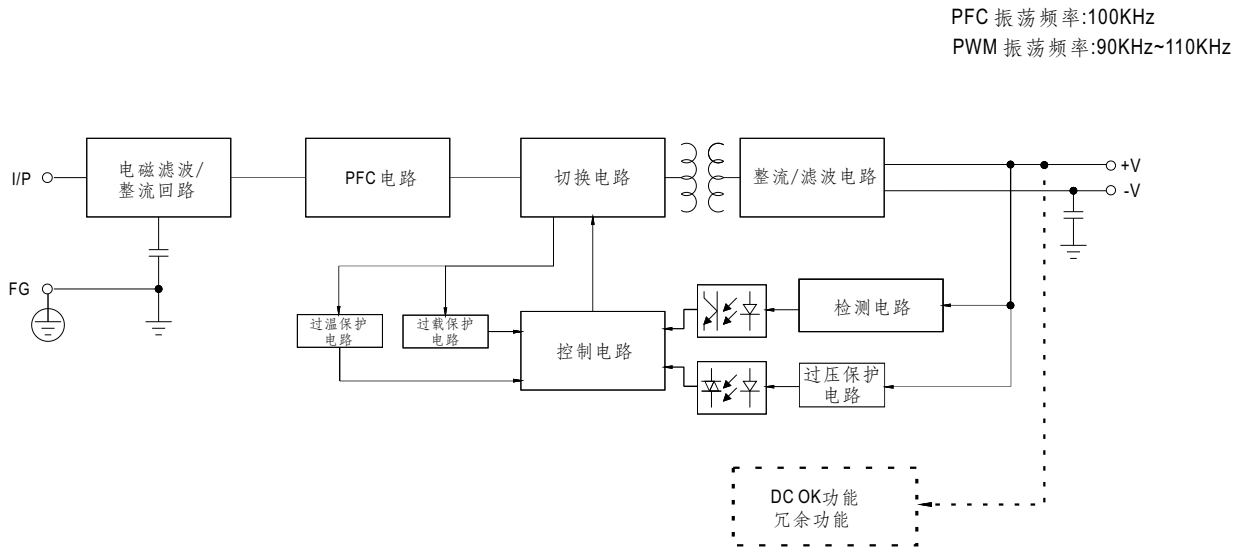 PFC 振荡频率:100KHz
PWM 振荡频率:90KHz~110KHz
I/P
电磁滤波/
整流回路
PFC 电路
切换电路
整流/滤波电路
+V
-V
FG
过温保护
电路
过载保护
电路
控制电路
检测电路
过压保护
电路
DC OK功能
冗余功能